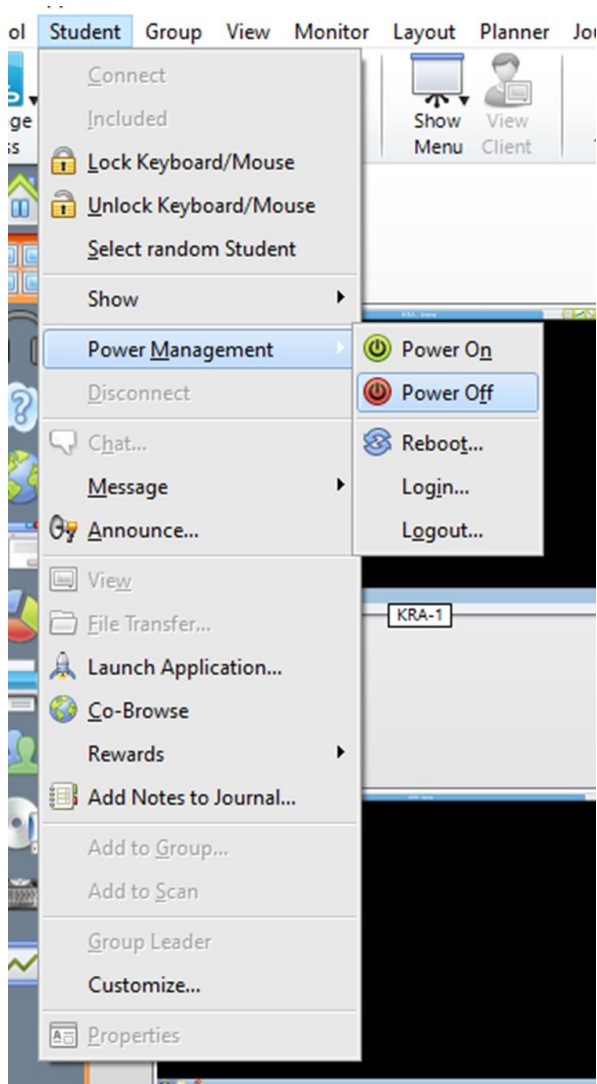 ol Student Group View Monitor Layout Planner Jou
ge
ss
Show Menu
View Client
Connect
Included
Lock Keyboard/Mouse
Unlock Keyboard/Mouse
Select random Student
Show
Power Management
Power On
Power Off
Reboot...
Login...
Logout...
Disconnect
Chat...
Message
Announce...
View
File Transfer...
KRA-1
Launch Application...
Co-Browse
Rewards
Add Notes to Journal...
Add to Group...
Add to Scan
Group Leader
Customize...
Properties